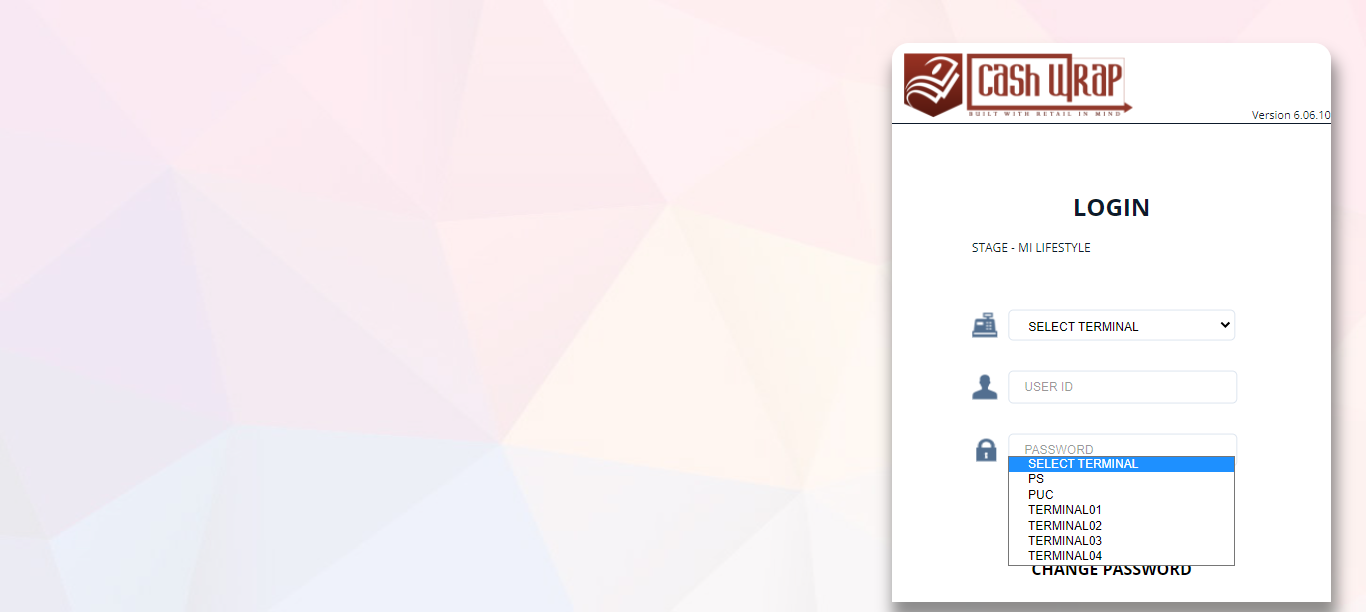 Cash Wrap
BUILT WITH RETAIL IN MIND
Version 6.06.10
LOGIN
STAGE - MI LIFESTYLE
SELECT TERMINAL
USER ID
PASSWORD
SELECT TERMINAL
PS
PUC
TERMINAL01
TERMINAL02
TERMINAL03
TERMINAL04
CHANGE PASSWORD